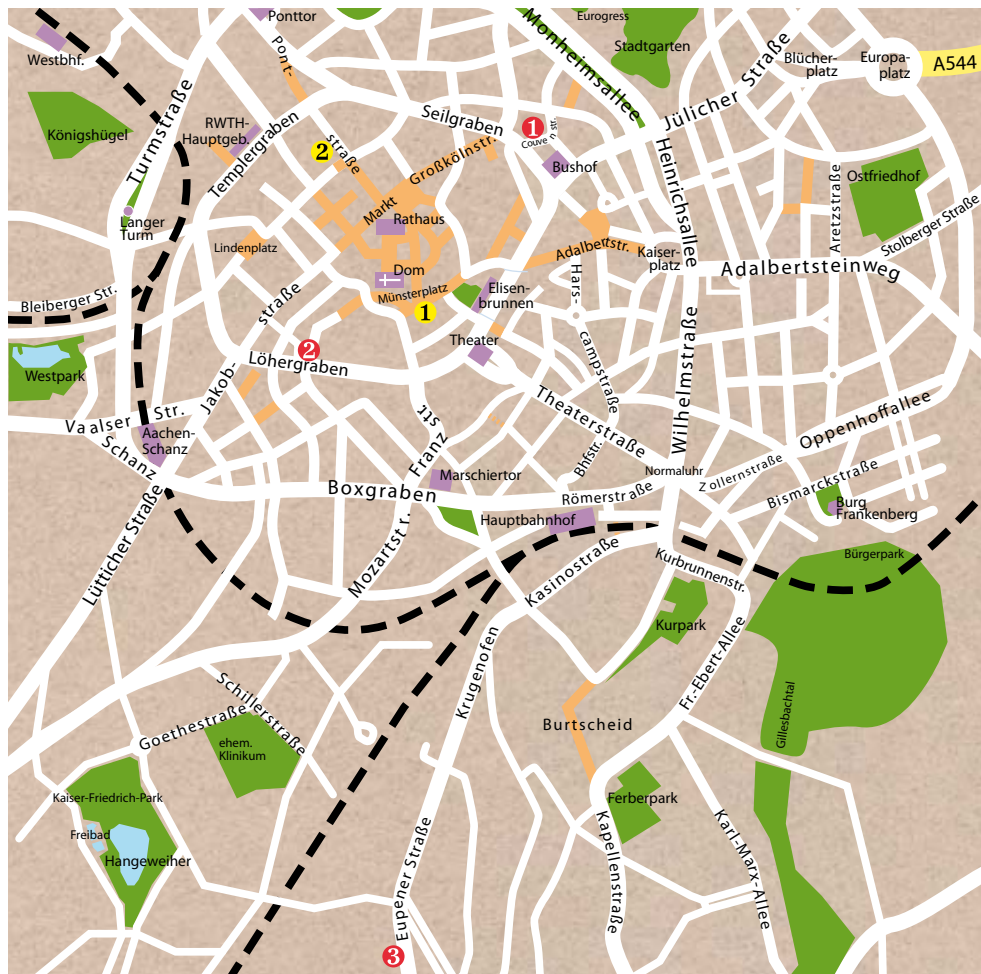 Ponttor
Eurogress
Westbhf.
Pont-
straße
Monheimsallee
Stadtgarten
Jülicher Straße
Blücher-
platz
Europa-
platz
A544
Königshügel
Turmstraße
RWTH-
Hauptgeb.
Templergraben
Seilgraben
1
Couve
n str.
Bushof
2
Großkölnstr.
Heinrichsallee
Aretzstraße
Ostfriedhof
Stolberger Straße
Langer
Turm
Markt
Rathaus
Lindenplatz
Adalbertstr.
Kaiser-
platz
Adalbertsteinweg
Dom
Münsterplatz
Elisen-
brunnen
Hars-
campstraße
Bleiberger Str.
Jakob-
straße
1
Theater
2
Löhergraben
Wilhelmstraße
Westpark
Theaterstraße
Vaalser Str.
Aachen-
Schanz
Schanz
Franz
str.
Bhfstr.
Normaluhr
Oppenhoffallee
Zollernstraße
Bismarckstraße
Marschiertor
Boxgraben
Römerstraße
Burg
Frankenberg
Hauptbahnhof
Lütticher Straße
Mozartstr.
Kasinostraße
Kurbrunnenstr.
Bürgerpark
Kurpark
Krugenofen
Fr.-Ebert-Allee
Schillerstraße
Goethestraße
ehem.
Klinikum
Burtscheid
Gillesbachtal
Kaiser-Friedrich-Park
Ferberpark
Freibad
Hangeweiher
Eupener Straße
Kapellenstraße
Karl-Marx-Allee
3